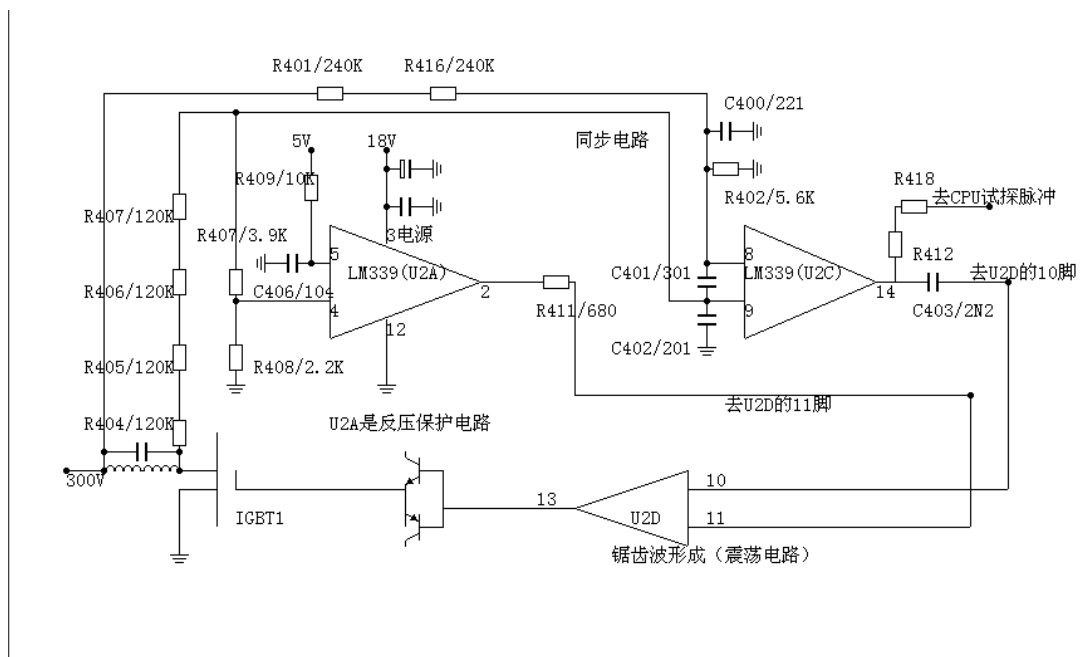 R401/240K
R416/240K
C400/221
5V
18V
同步电路
R409/10K
R402/5.6K
R418
去CPU试探脉冲
R407/120K
R407/3.9K
3电源
5
LM339(U2A)
2
8
LM339(U2C)
14
R412
去U2D的10脚
R406/120K
C406/104
4
12
R411/680
C401/301
9
C403/2N2
C402/201
R405/120K
R408/2.2K
去U2D的11脚
R404/120K
U2A是反压保护电路
300V
IGBT1
13
U2D
10
11
锯齿波形成（震荡电路）